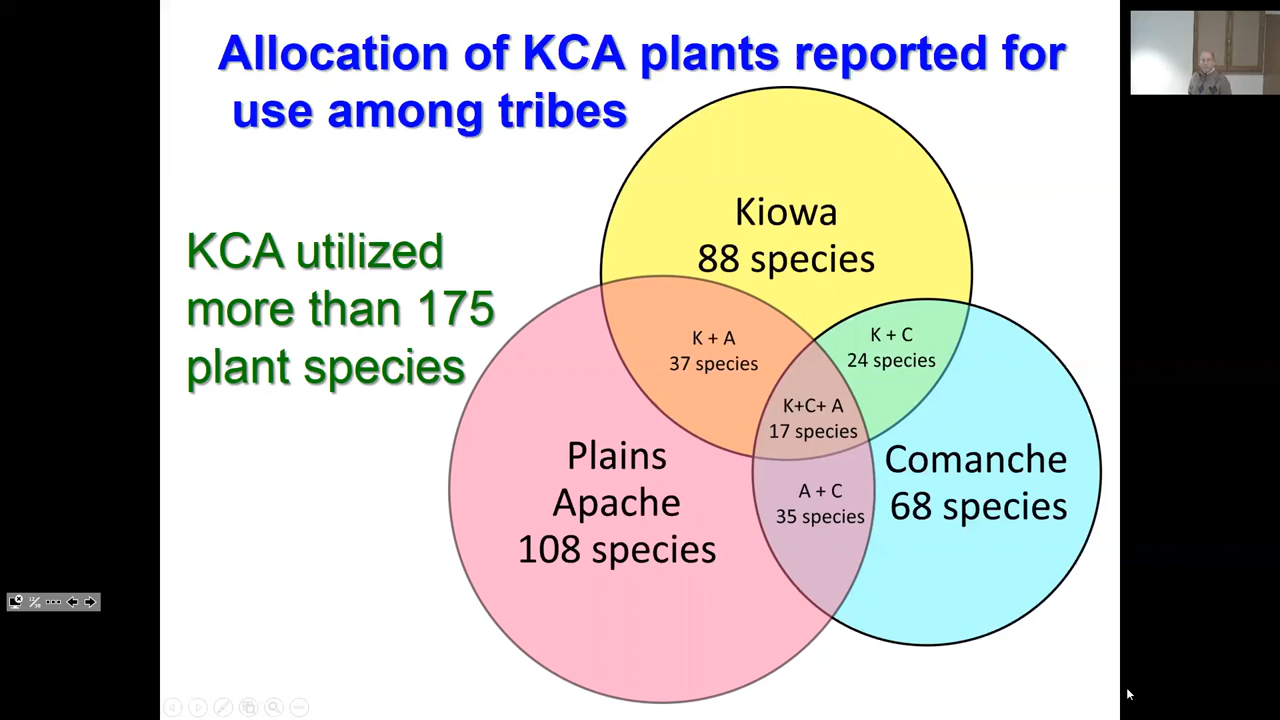 Allocation of KCA plants reported for
use among tribes
KCA utilized
more than 175
plant species
Kiowa
88 species
K + A
37 species
K + C
24 species
K+C+ A
17 species
Plains
Apache
108 species
A + C
35 species
Comanche
68 species